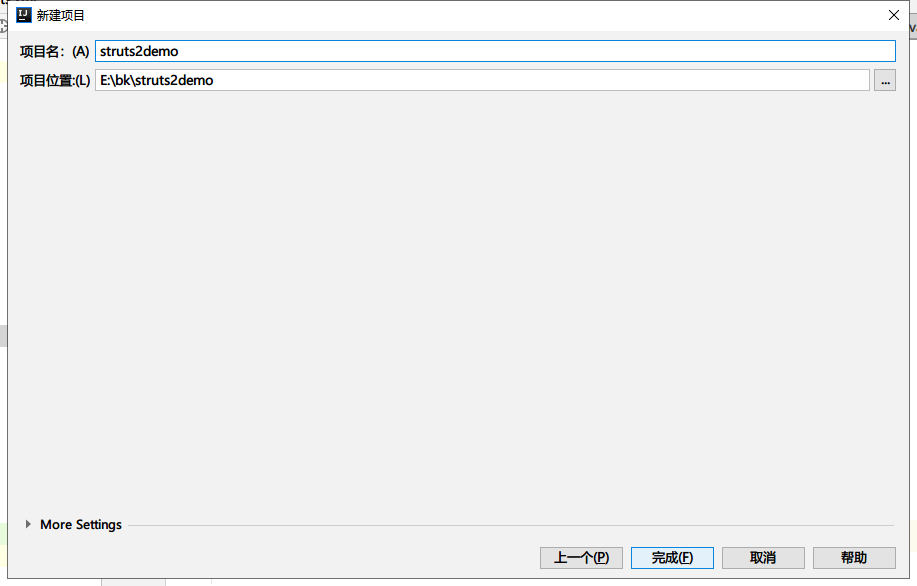 新建项目
项目名：(A) struts2demo
项目位置:(L) E:\bk\struts2demo ...
More Settings
上一个(P) 完成(F) 取消 帮助